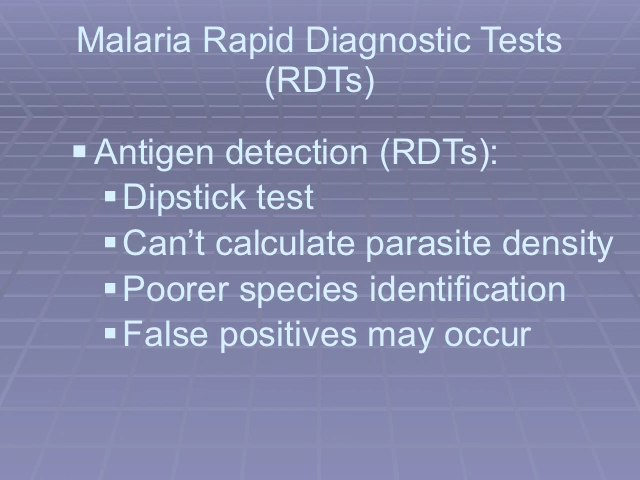 Malaria Rapid Diagnostic Tests
(RDTs)
▪ Antigen detection (RDTs):
▪ Dipstick test
▪ Can’t calculate parasite density
▪ Poorer species identification
▪ False positives may occur